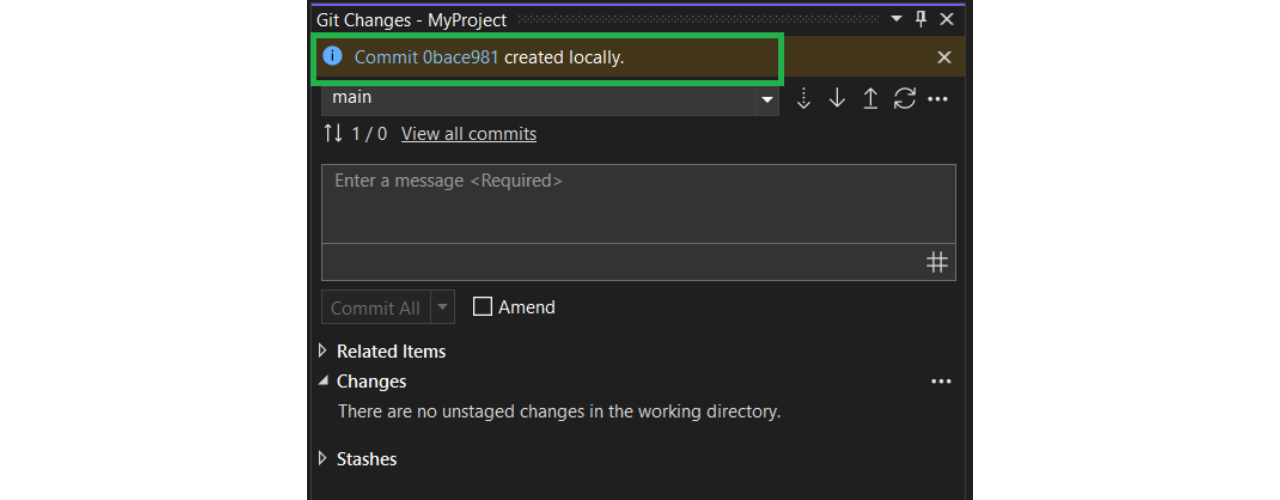 Git Changes - MyProject
Commit 0bace981 created locally.
main
1 / 0 View all commits
Enter a message <Required>
Commit All Amend
Related Items
Changes
There are no unstaged changes in the working directory.
Stashes